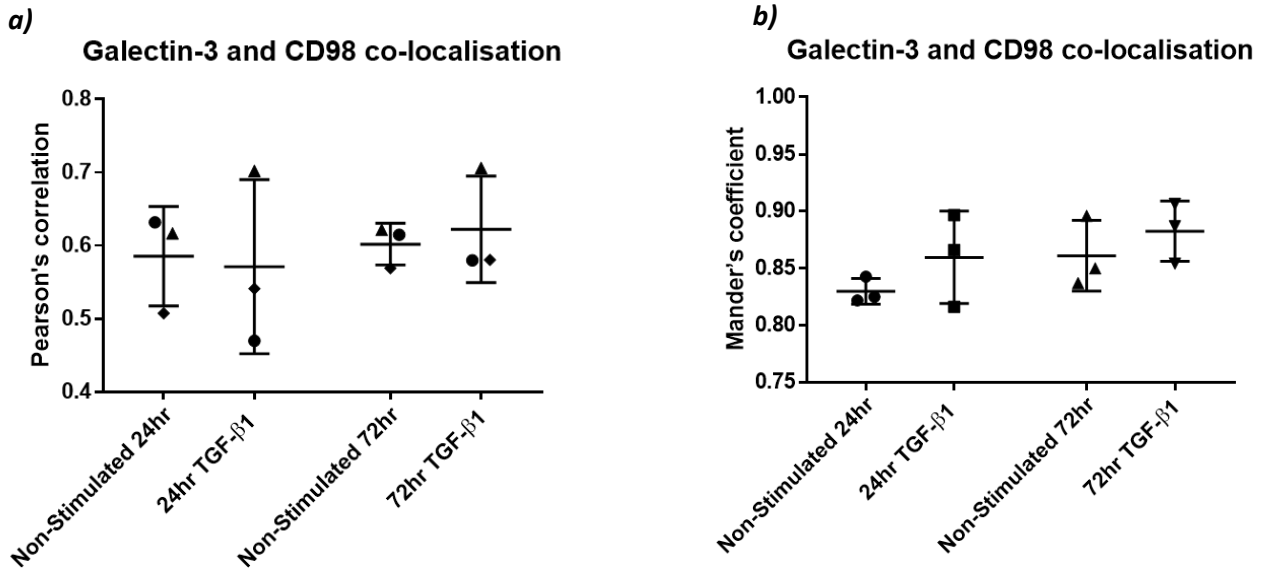 a)
Galectin-3 and CD98 co-localisation
Pearson's correlation
0.8
0.7
0.6
0.5
0.4
Non-Stimulated 24hr
24hr TGF-β1
Non-Stimulated 72hr
72hr TGF-β1
b)
Galectin-3 and CD98 co-localisation
Mander's coefficient
1.00
0.95
0.90
0.85
0.80
0.75
Non-Stimulated 24hr
24hr TGF-β1
Non-Stimulated 72hr
72hr TGF-β1